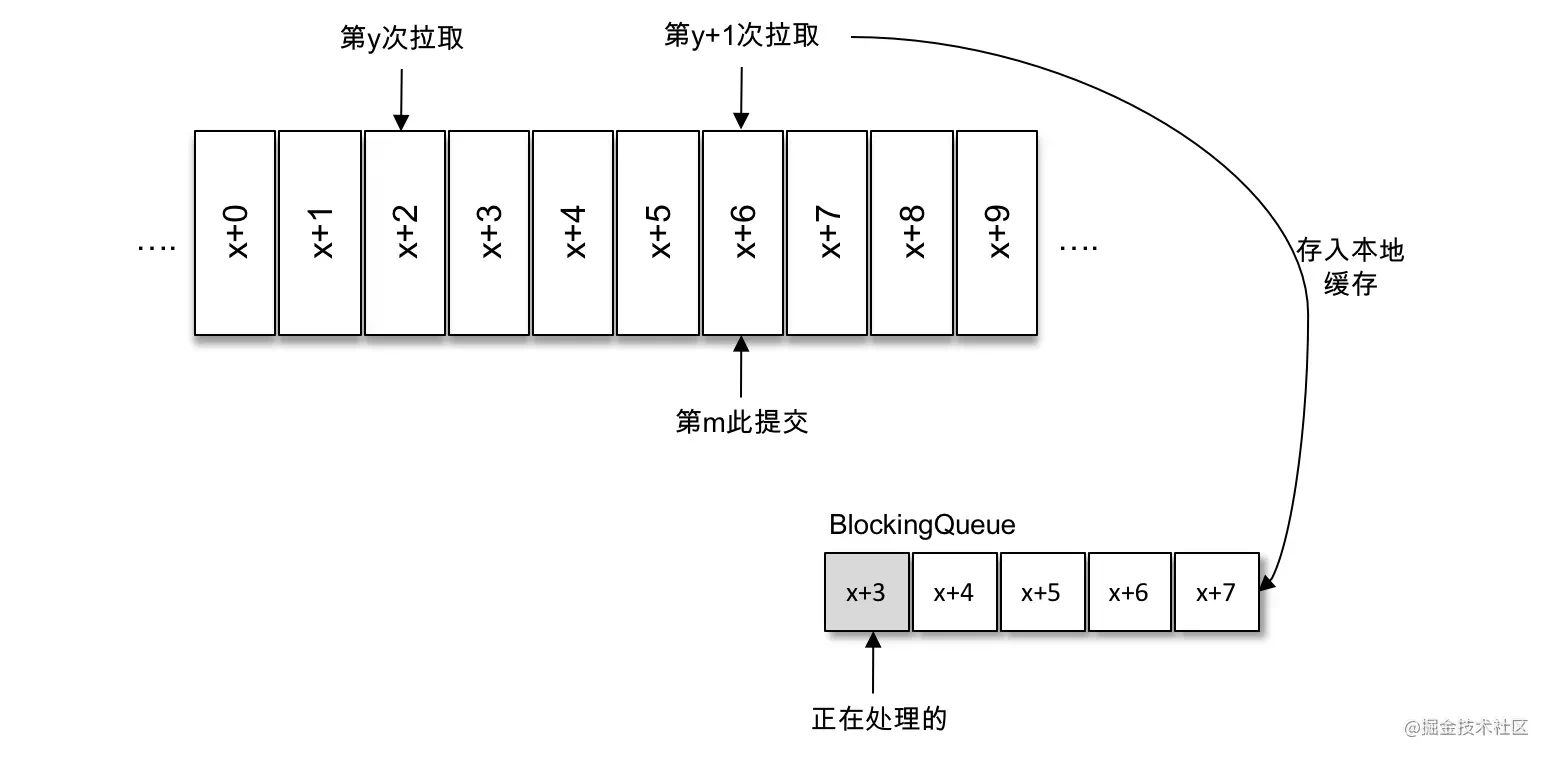 第y次拉取
第y+1次拉取
....
x+0
x+1
x+2
x+3
x+4
x+5
x+6
x+7
x+8
x+9
....
存入本地
缓存
第m此提交
BlockingQueue
x+3
x+4
x+5
x+6
x+7
正在处理的
@掘金技术社区